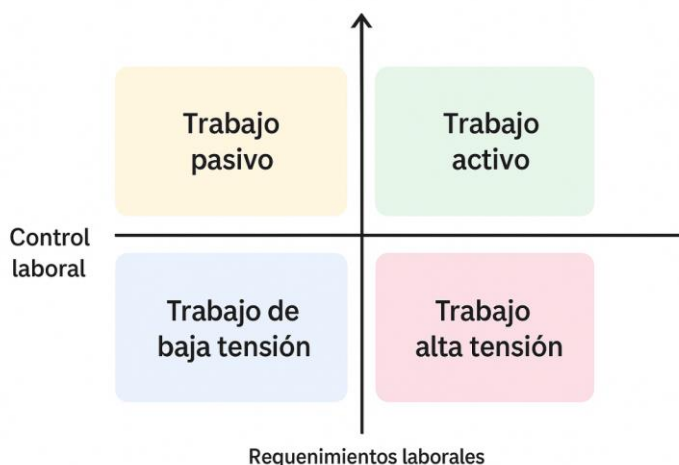 Trabajo
pasivo
Trabajo
activo
Control
laboral
Trabajo de
baja tensión
Trabajo
alta tensión
Requenimientos laborales